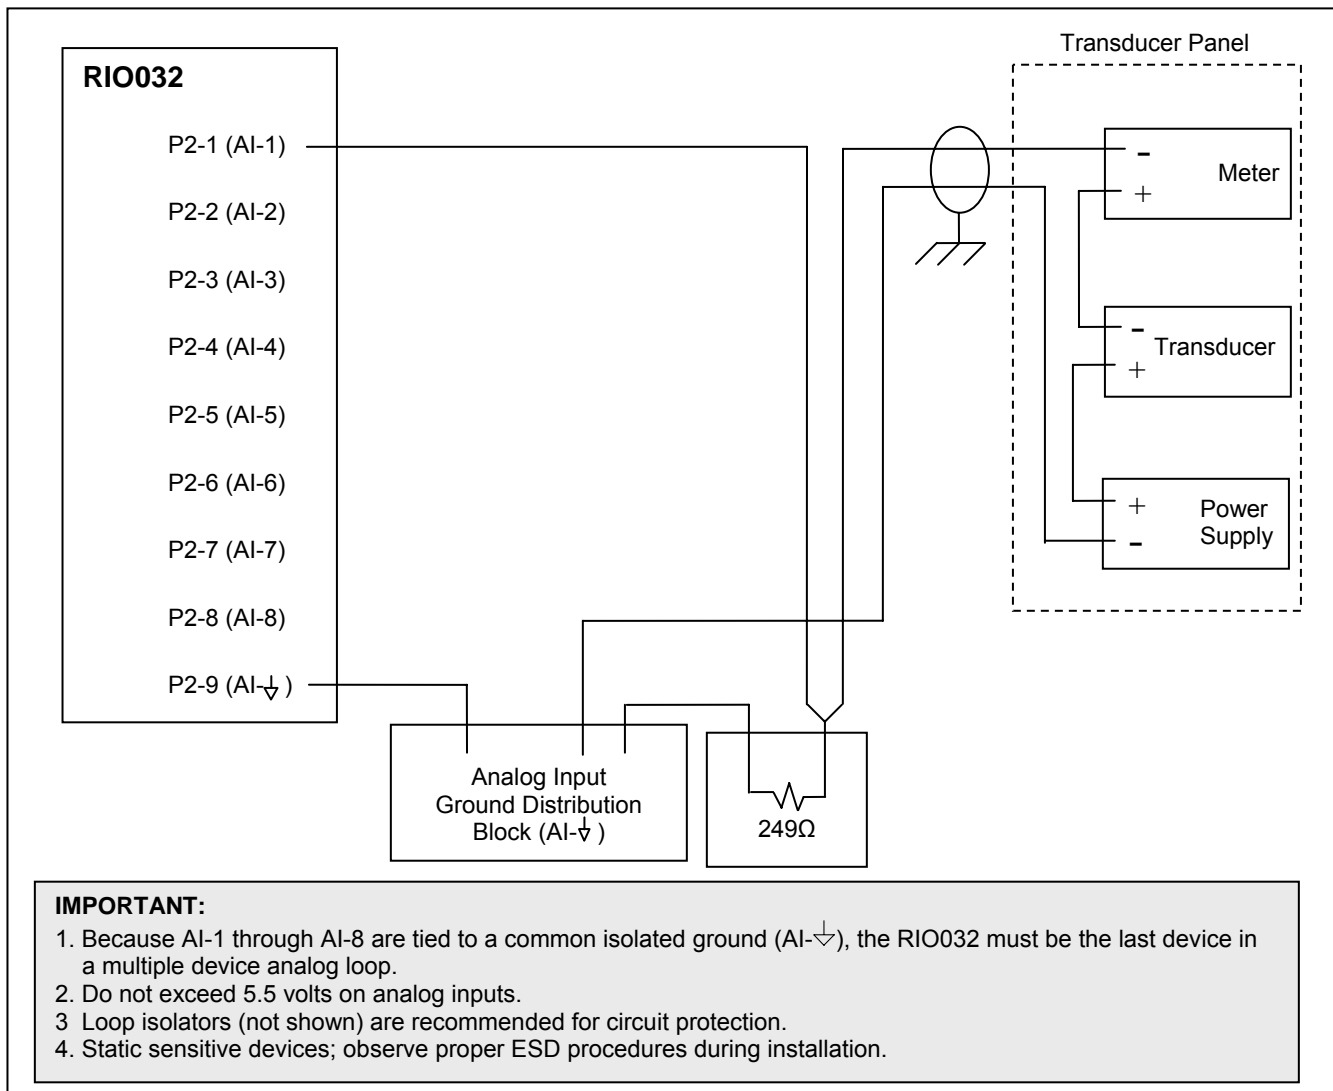 Transducer Panel
RIO032
P2-1 (AI-1)
P2-2 (AI-2)
P2-3 (AI-3)
P2-4 (AI-4)
P2-5 (AI-5)
P2-6 (AI-6)
P2-7 (AI-7)
P2-8 (AI-8)
P2-9 (AI-⏚)
-
Meter
+
-
Transducer
+
+
Power
Supply
-
Analog Input
Ground Distribution
Block (AI-⏚)
249Ω
IMPORTANT:
1. Because AI-1 through AI-8 are tied to a common isolated ground (AI-⏚), the RIO032 must be the last device in
a multiple device analog loop.
2. Do not exceed 5.5 volts on analog inputs.
3 Loop isolators (not shown) are recommended for circuit protection.
4. Static sensitive devices; observe proper ESD procedures during installation.